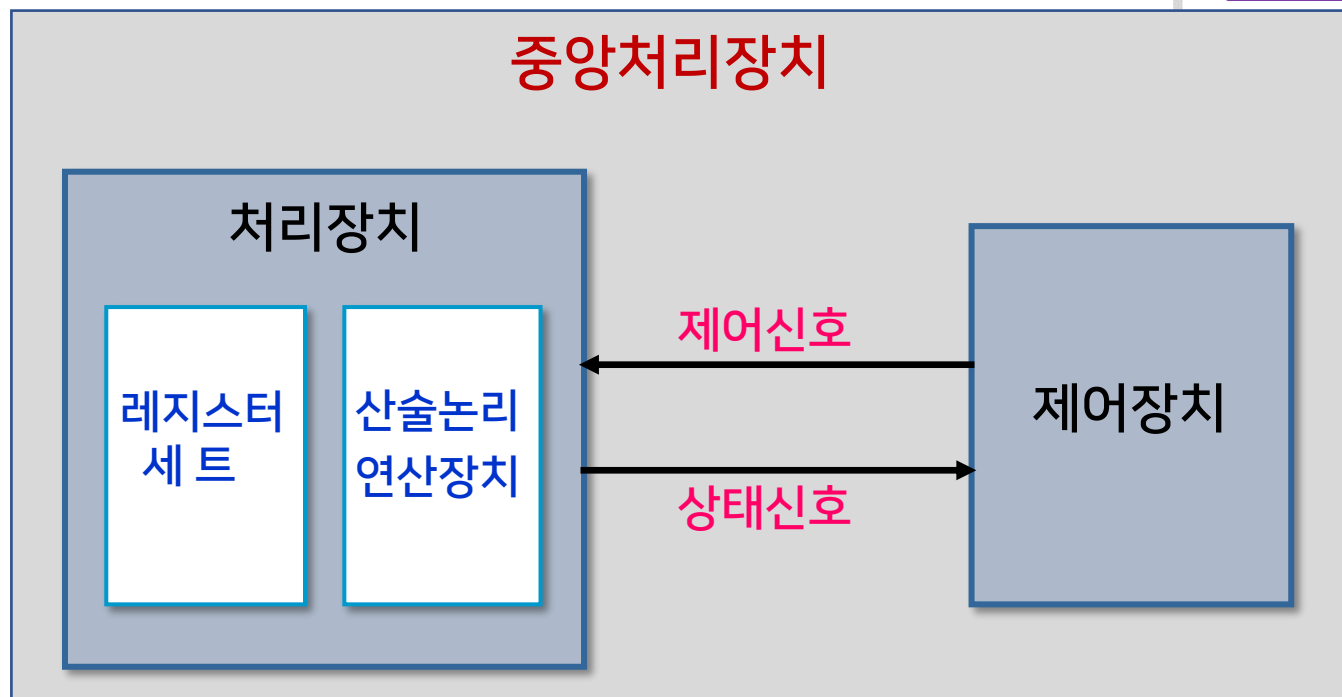 중앙처리장치
처리장치
레지스터
세 트
산술논리
연산장치
제어신호
상태신호
제어장치